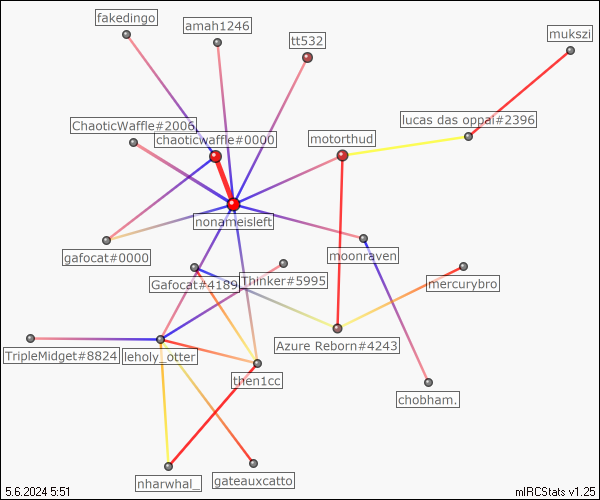 fakedingo
amah1246
tt532
mukszi
ChaoticWaffle#2006
chaoticwaffle#0000
motorthud
lucas das oppai#2396
nonameisleft
gafocat#0000
moonraven
Gafocat#4189
Thinker#5995
mercurybro
TripleMidget#8824
leholy_otter
Azure Reborn#4243
then1cc
chobham.
nharwhal_
gateauxcatto
5.6.2024 5:51
mIRCStats v1.25